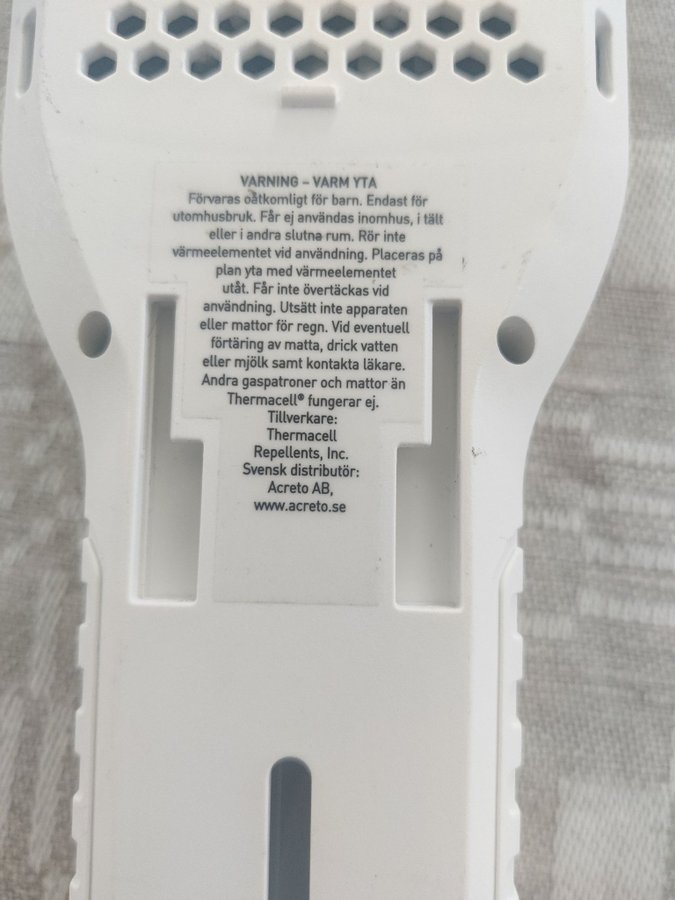 VARNING – VARM YTA
Förvaras oåtkomligt för barn. Endast för
utomhusbruk. Får ej användas inomhus, i tält
eller i andra slutna rum. Rör inte
värmeelementet vid användning. Placeras på
plan yta med värmeelementet
utåt. Får inte övertäckas vid
användning. Utsätt inte apparaten
eller mattor för regn. Vid eventuell
förtäring av matta, drick vatten
eller mjölk samt kontakta läkare.
Andra gaspatroner och mattor än
Thermacell® fungerar ej.
Tillverkare:
Thermacell
Repellents, Inc.
Svensk distributör:
Acreto AB,
www.acreto.se